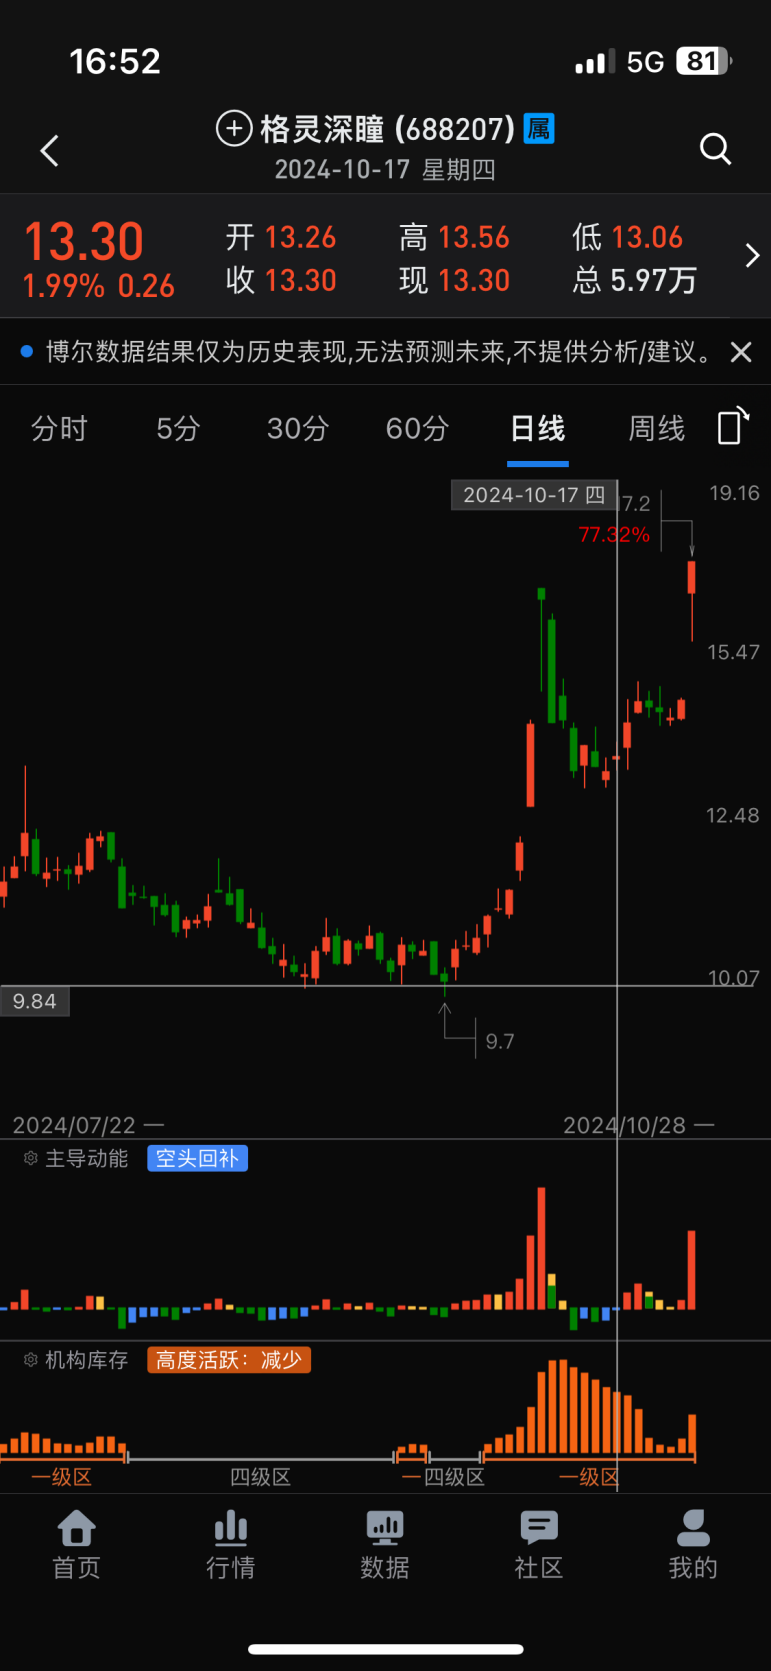 16:52 5G 81
格灵深瞳 (688207) 属
2024-10-17 星期四
13.30 开 13.26 高 13.56 低 13.06
1.99% 0.26 收 13.30 现 13.30 总 5.97万
博尔数据结果仅为历史表现,无法预测未来,不提供分析/建议。
分时 5分 30分 60分 日线 周线
2024-10-17 四 17.2 19.16
77.32%
15.47
12.48
10.07
9.84
9.7
2024/07/22 2024/10/28
主导动能 空头回补
机构库存 高度活跃：减少
一级区 四级区 一四级区 一级区
首页 行情 数据 社区 我的